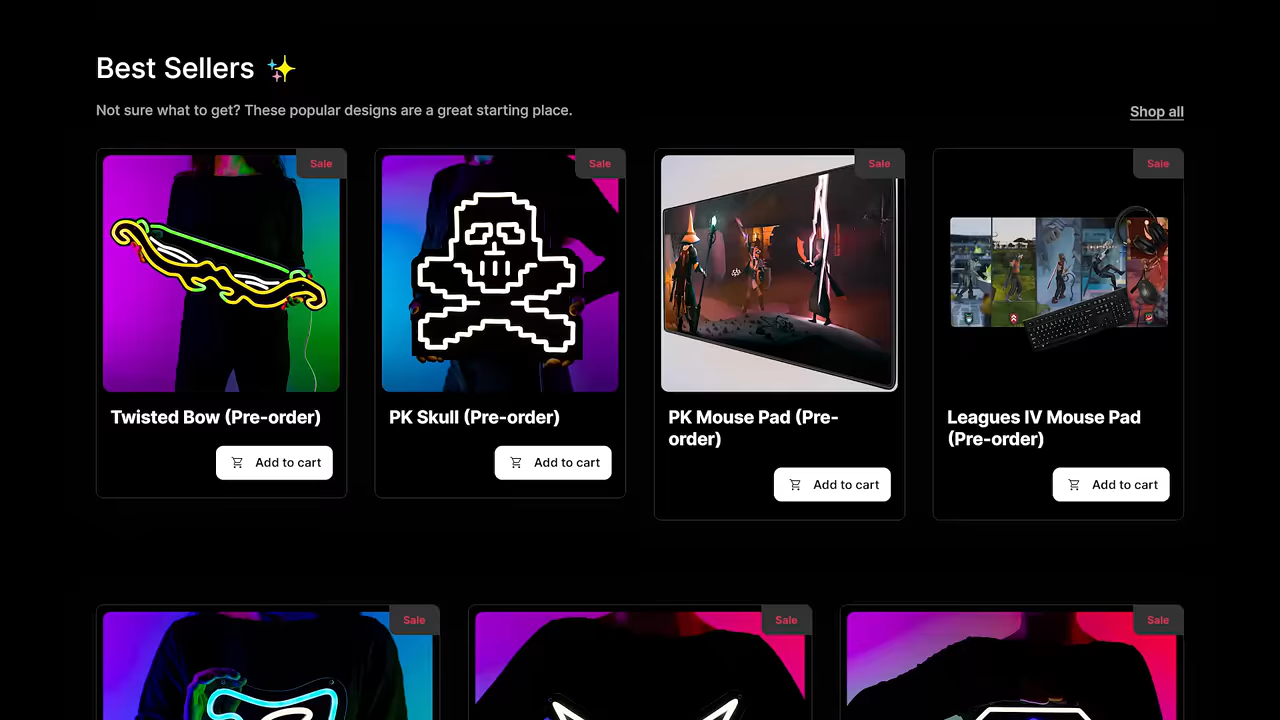 Best Sellers ✨
Not sure what to get? These popular designs are a great starting place.
Shop all
Sale
Sale
Sale
Sale
Twisted Bow (Pre-order)
PK Skull (Pre-order)
PK Mouse Pad (Pre-
order)
Leagues IV Mouse Pad
(Pre-order)
Add to cart
Add to cart
Add to cart
Add to cart
Sale
Sale
Sale